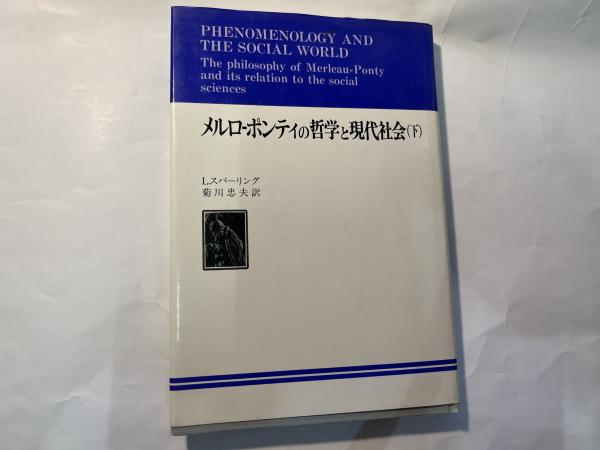 PHENOMENOLOGY AND
THE SOCIAL WORLD
The philosophy of Merleau-Ponty
and its relation to the social
sciences
メルロ-ポンティの哲学と現代社会(下)
L.スパーリング
菊川忠夫訳